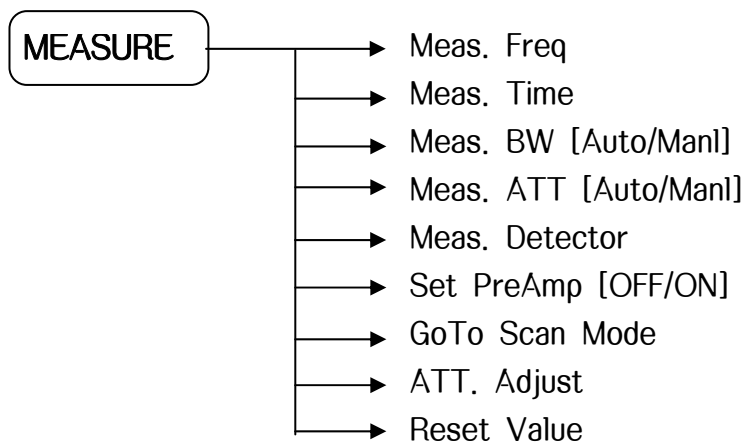 MEASURE
Meas. Freq
Meas. Time
Meas. BW [Auto/Manl]
Meas. ATT [Auto/Manl]
Meas. Detector
Set PreAmp [OFF/ON]
GoTo Scan Mode
ATT. Adjust
Reset Value